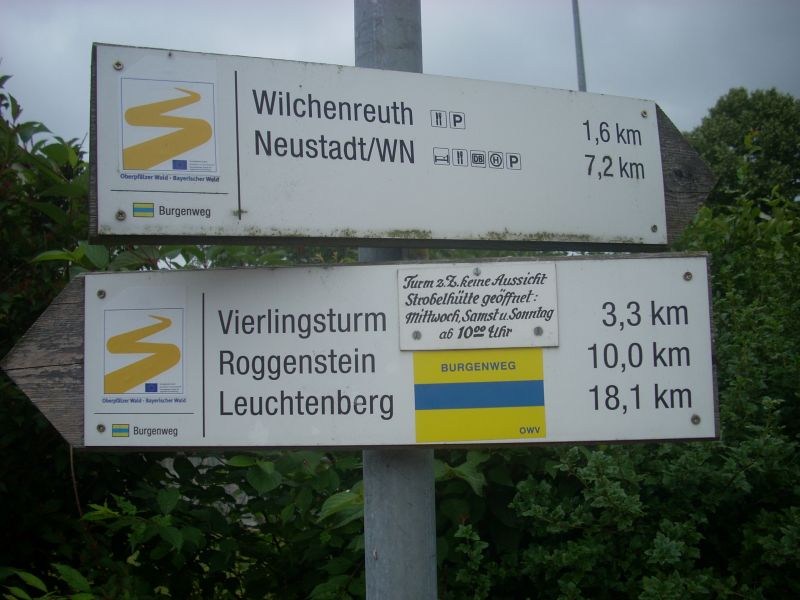 Wilchenreuth P 1,6 km
Neustadt/WN DB H P 7,2 km
Oberpfälzer Wald - Bayerischer Wald
Burgenweg
Turm z.Z. keine Aussicht
Strobelhütte geöffnet:
Mittwoch, Samst u. Sonntag
ab 10 00 Uhr
Vierlingsturm 3,3 km
Roggenstein 10,0 km
Leuchtenberg 18,1 km
BURGENWEG
OWV
Oberpfälzer Wald - Bayerischer Wald
Burgenweg